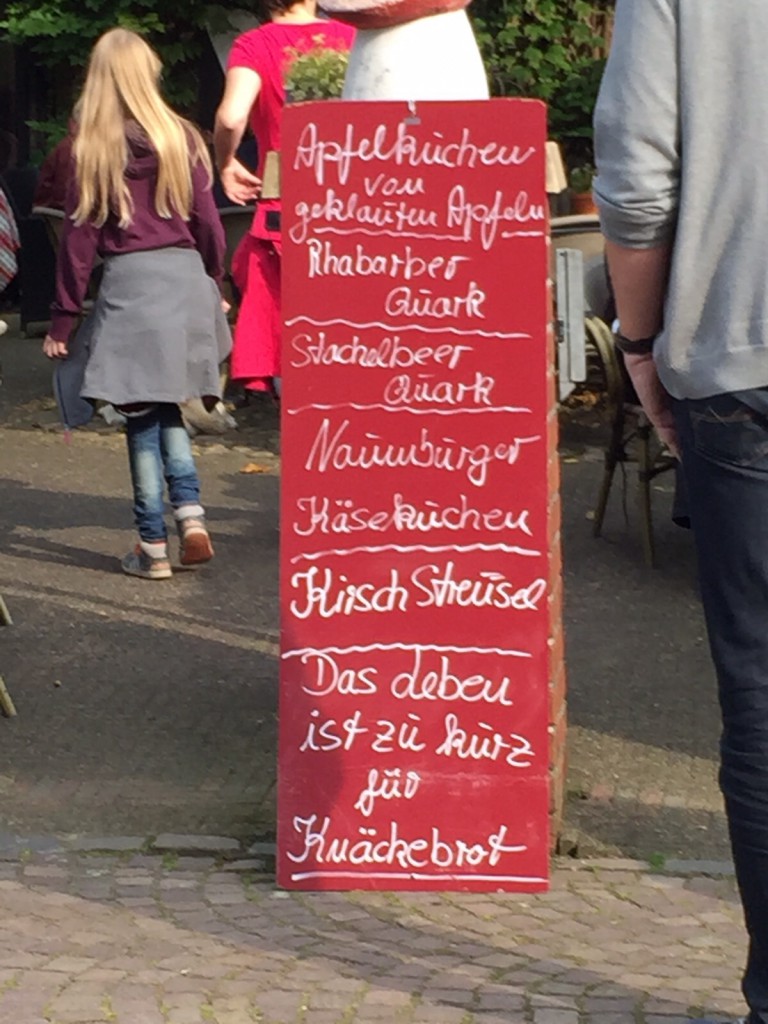 Apfelkuchen
von
geklauten Äpfeln
Rhabarber
Quark
Stachelbeer
Quark
Naumburger
Käsekuchen
Kirsch Streusel
Das Leben
ist zu kurz
für
Knäckebrot